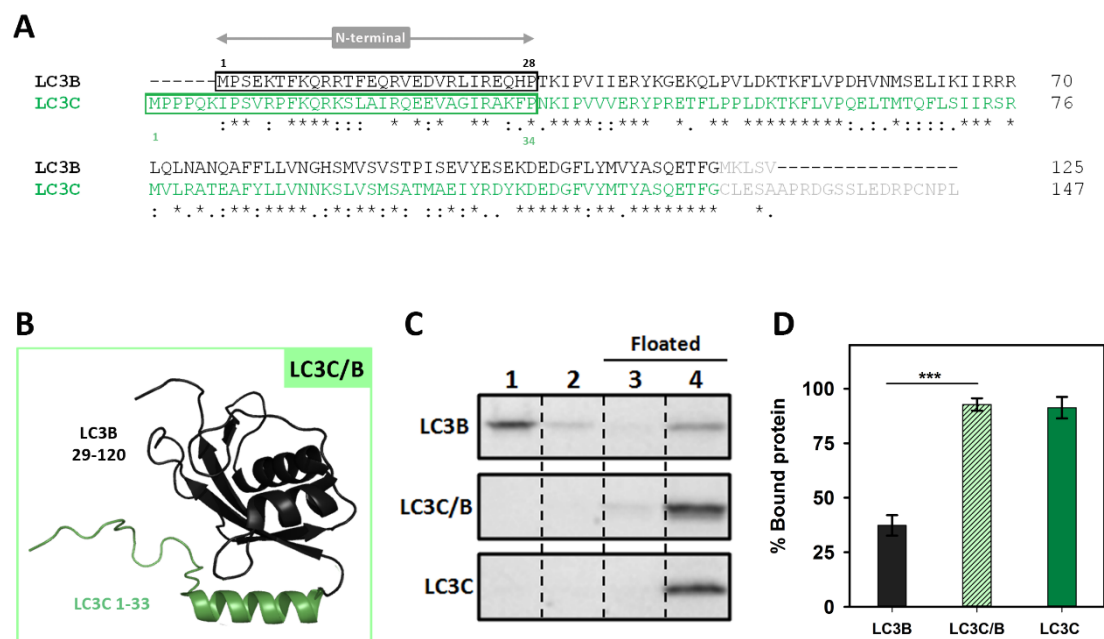 A
N-terminal
1 28
LC3B ------MPSEKTFKQRRTFEQRVEDVRLIREQHPTKIPVIIERYKGEKQLPVLDKTKFLVPDHVNMSELIKIIRRR 70
LC3C MPPPQKIPSVRPFKQRKSLAIRQEEVAGIRAKFPNKIPVVVERYPRETFLPPLDKTKFLVPQELTMTQFLSIIRSR 76
:** :****::: **:* ** :.*.****::*** *. ** *********:.:.*:::..*** *
1 34
LC3B LQLNANQAFFLLVNGHSMVSVSTPISEVYESEKDEDGFLYMVYASQETFGMKLSV---------------- 125
LC3C MVLRATEAFYLLVNNKSLVSMSATMAEIYRDYKDEDGFVYMTYASQETFGCLESAAPRDGSSLEDRPCNPL 147
: *.*.:**:****.:*:**:*: ::*:*.. ******:**.******** *.
B
LC3C/B
LC3B
29-120
LC3C 1-33
C
Floated
1 2 3 4
LC3B
LC3C/B
LC3C
D
% Bound protein
100
75
50
25
0
***
LC3B LC3C/B LC3C